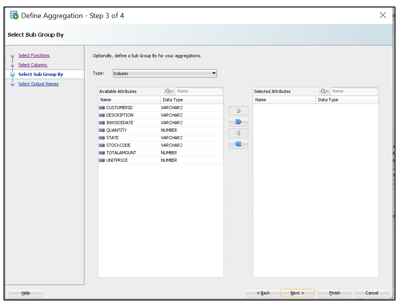 Define Aggregation - Step 3 of 4
Select Sub Group By
Select Functions
Select Columns
Select Sub Group By
Select Output Names
Optionally, define a Sub Group By for your aggregations.
Type: Column
Available Attributes Name
Name Data Type
CUSTOMERID VARCHAR2
DESCRIPTION VARCHAR2
INVOICEDATE VARCHAR2
QUANTITY NUMBER
STATE VARCHAR2
STOCKCODE VARCHAR2
TOTALAMOUNT NUMBER
UNITPRICE NUMBER
Selected Attributes Name
Name Data Type
Help
< Back
Next >
Finish
Cancel